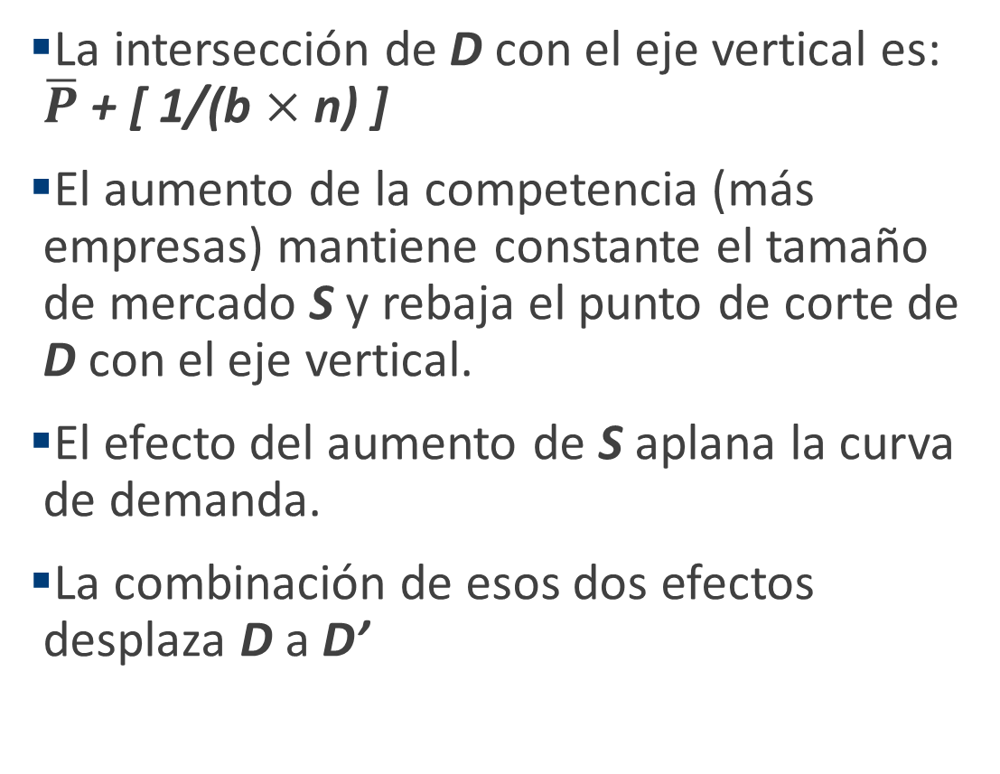 ▪La intersección de D con el eje vertical es:
P̅ + [ 1/(b × n) ]
▪El aumento de la competencia (más
empresas) mantiene constante el tamaño
de mercado S y rebaja el punto de corte de
D con el eje vertical.
▪El efecto del aumento de S aplana la curva
de demanda.
▪La combinación de esos dos efectos
desplaza D a D’